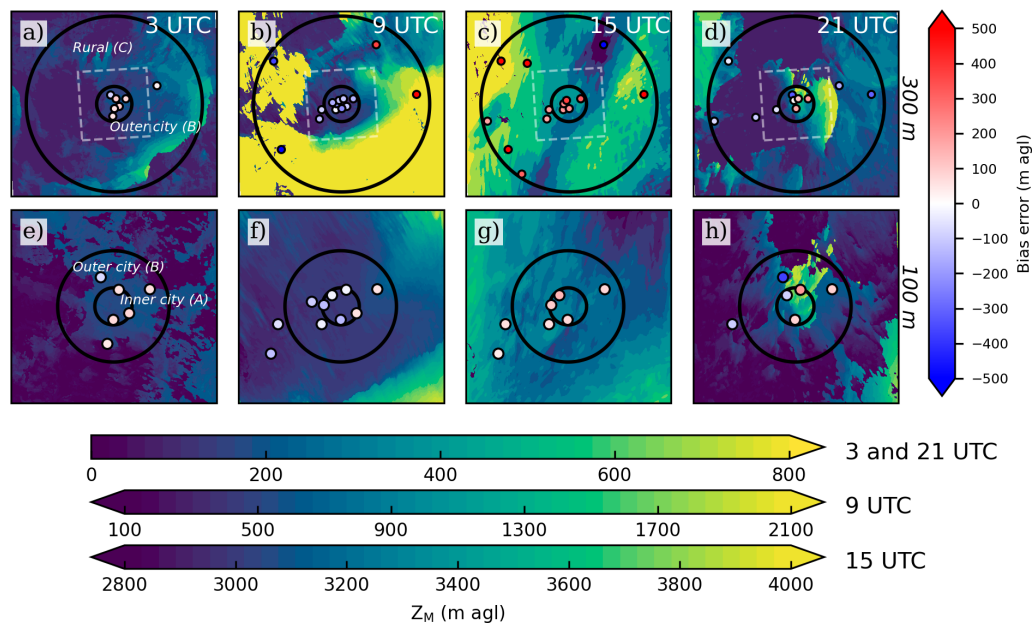 a)
3 UTC
Rural (C)
Outer city (B)
b)
9 UTC
c)
15 UTC
d)
21 UTC
300 m
e)
Outer city (B)
Inner city (A)
f)
g)
h)
100 m
500
400
300
200
100
0
−100
−200
−300
−400
−500
Bias error (m agl)
0 200 400 600 800
3 and 21 UTC
100 500 900 1300 1700 2100
9 UTC
2800 3000 3200 3400 3600 3800 4000
15 UTC
Z_M (m agl)